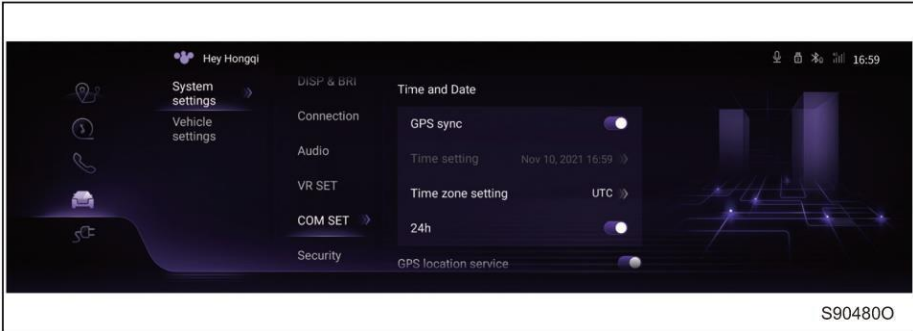 Hey Hongqi
16:59
System
settings
Vehicle
settings
DISP & BRI
Connection
Audio
VR SET
COM SET
Security
Time and Date
GPS sync
Time setting Nov 10, 2021 16:59
Time zone setting UTC
24h
GPS location service
S90480O